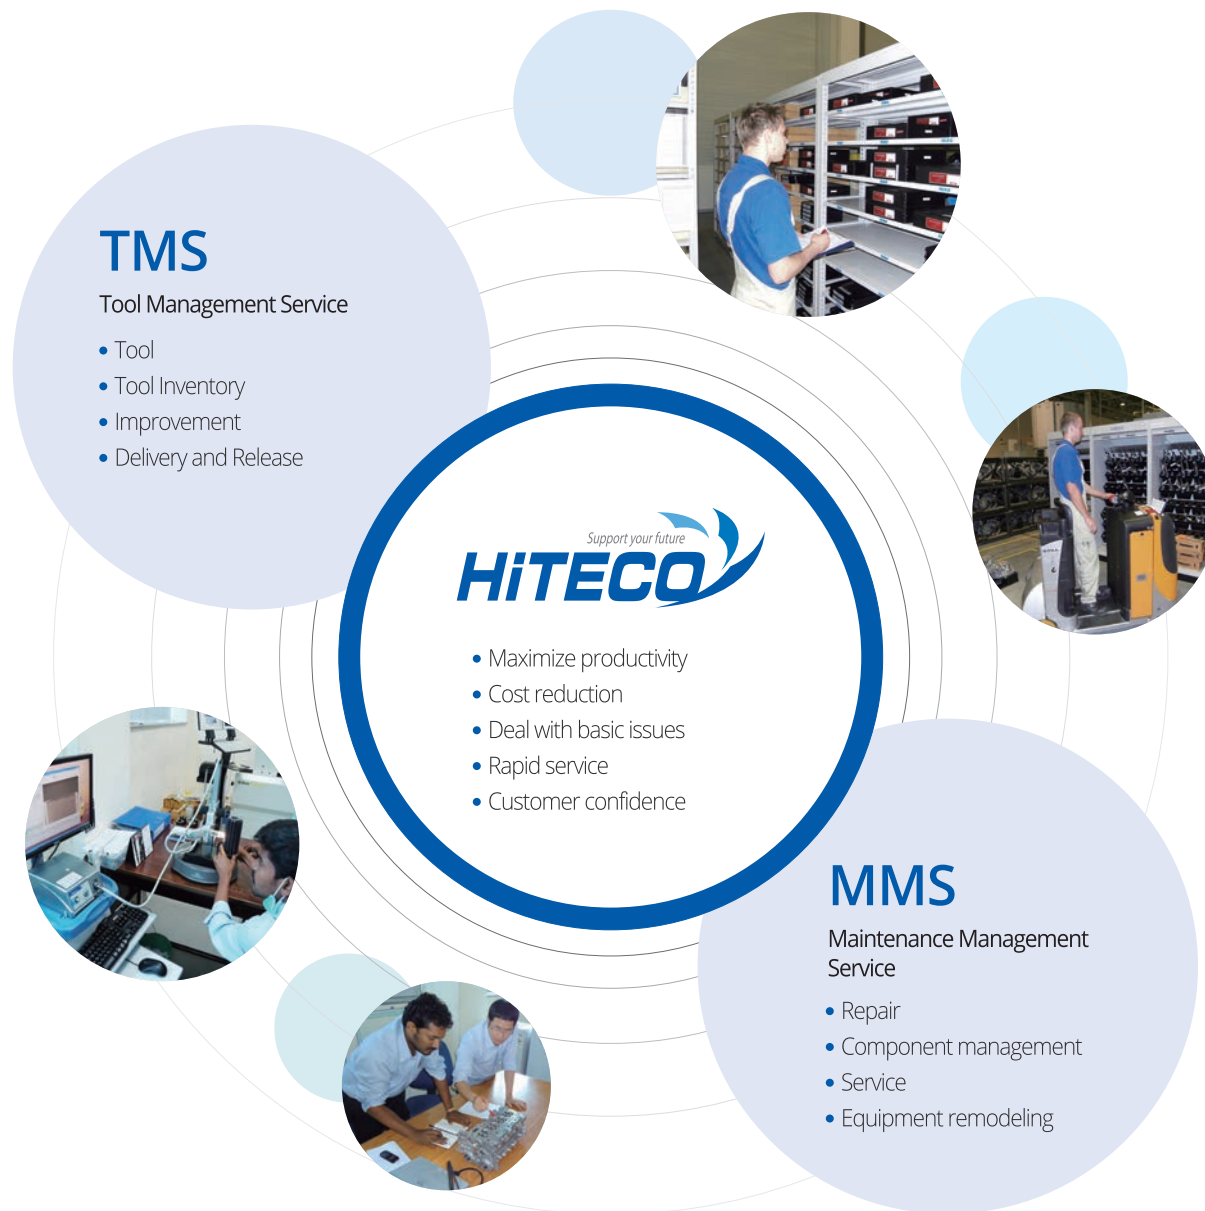 TMS
Tool Management Service
• Tool
• Tool Inventory
• Improvement
• Delivery and Release
Support your future
HiTECO
• Maximize productivity
• Cost reduction
• Deal with basic issues
• Rapid service
• Customer confidence
MMS
Maintenance Management
Service
• Repair
• Component management
• Service
• Equipment remodeling